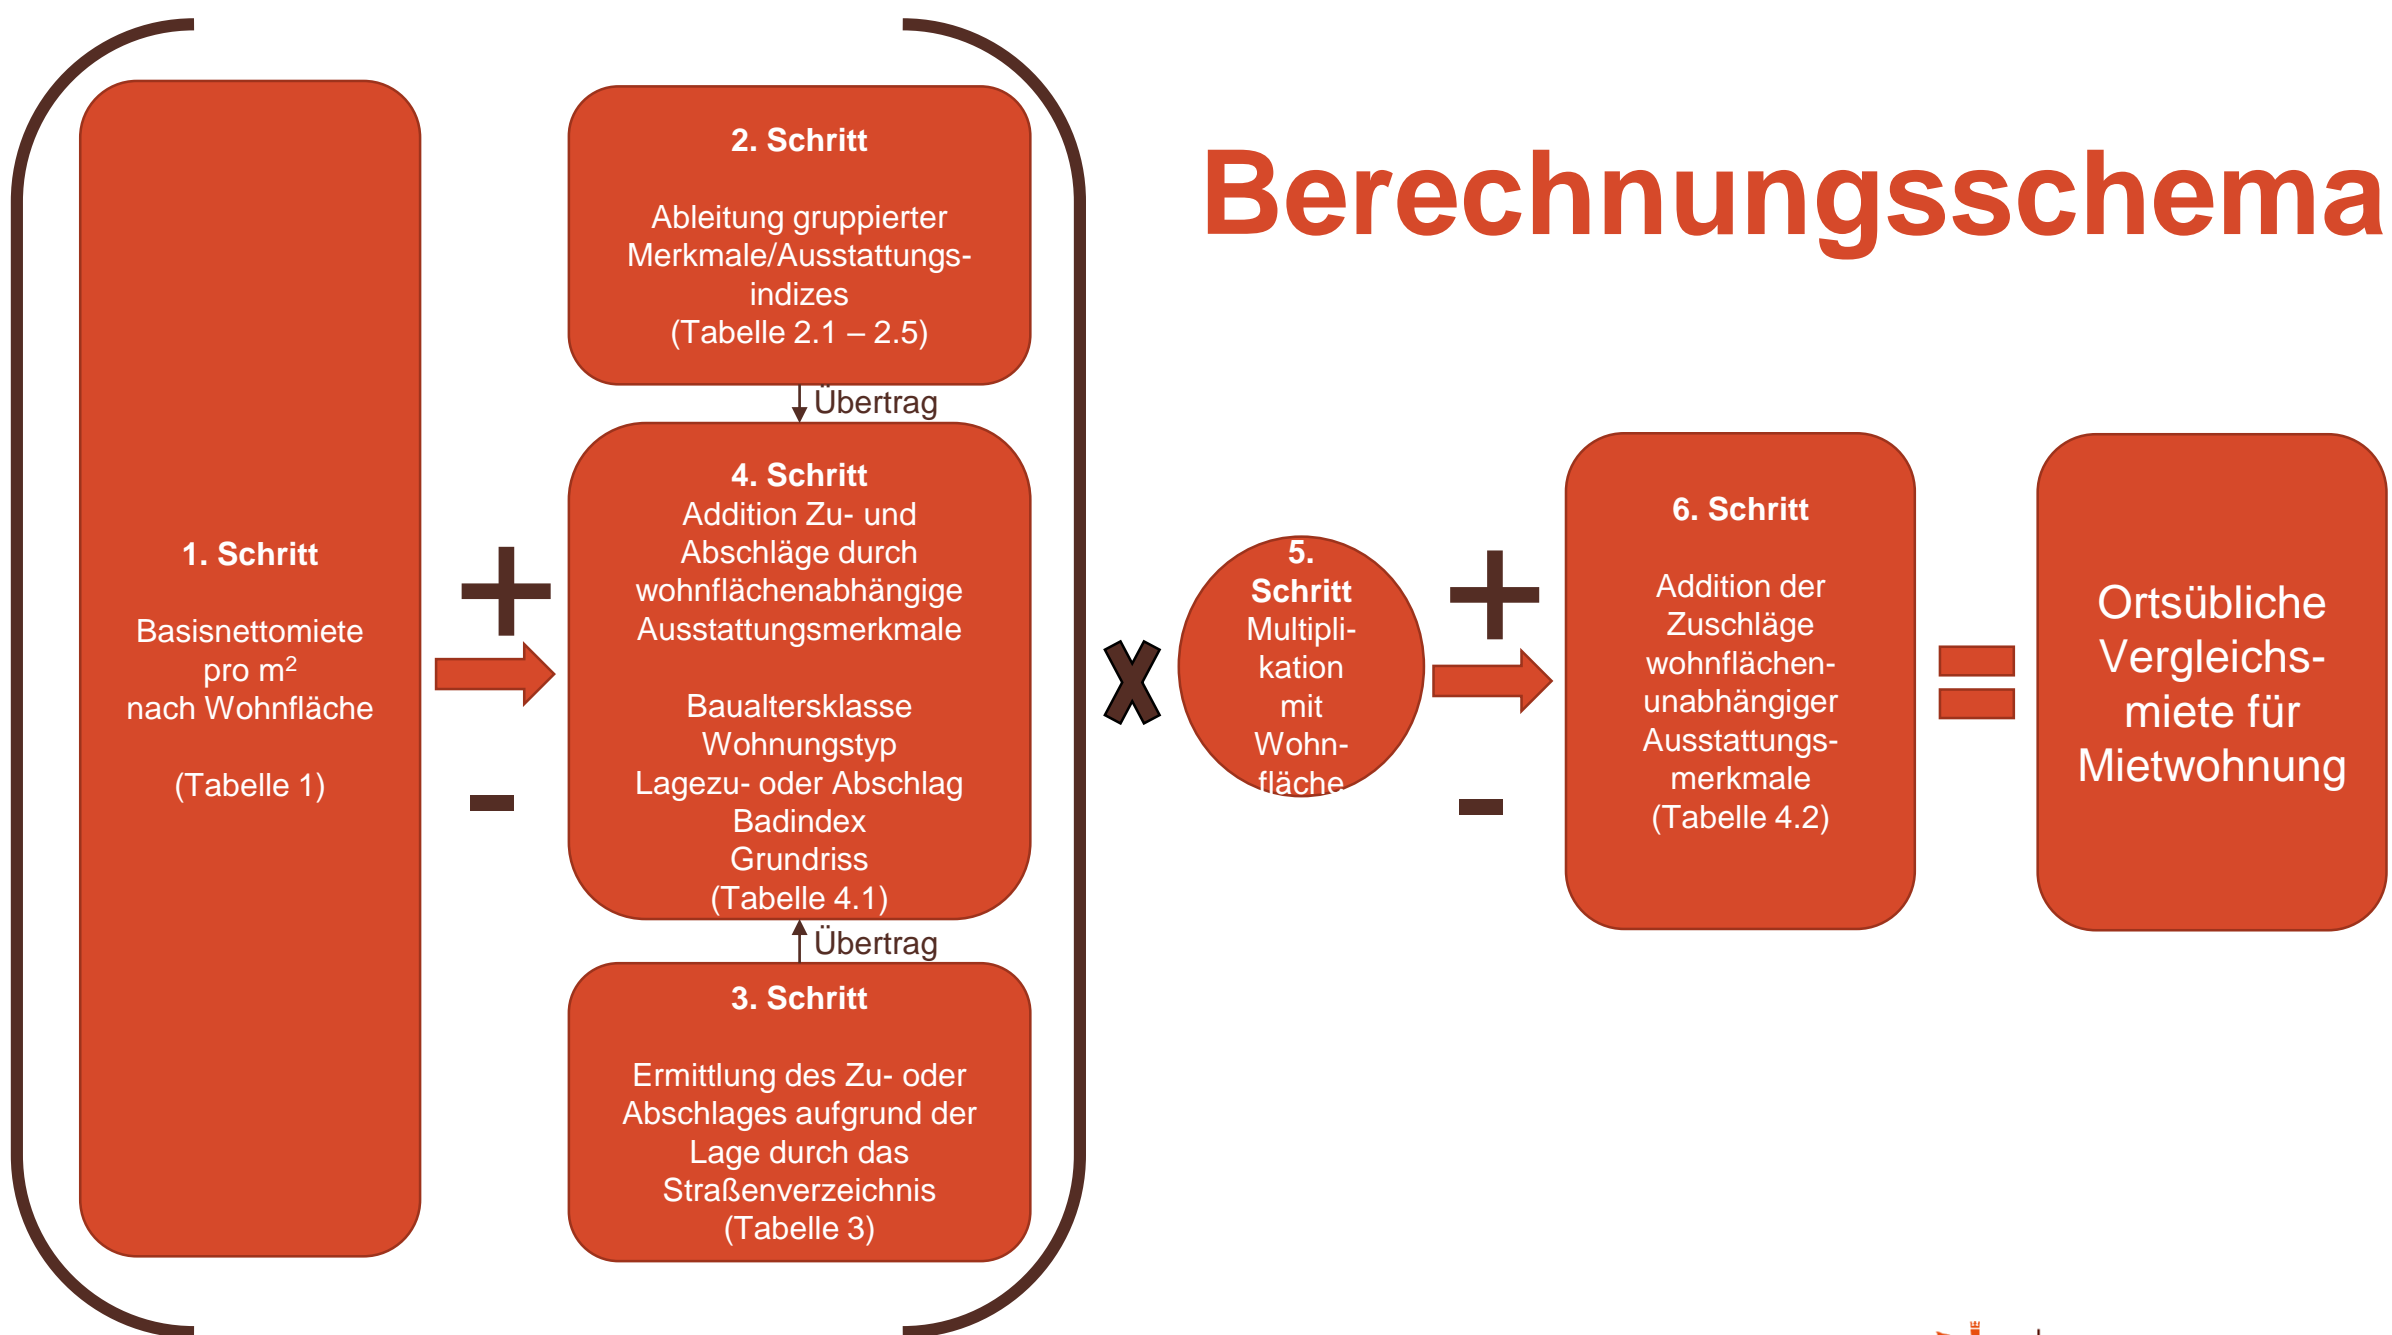 Berechnungsschema
1. Schritt
Basisnettomiete
pro m²
nach Wohnfläche
(Tabelle 1)
+
-
2. Schritt
Ableitung gruppierter
Merkmale/Ausstattungs-
indizes
(Tabelle 2.1 – 2.5)
Übertrag
4. Schritt
Addition Zu- und
Abschläge durch
wohnflächenabhängige
Ausstattungsmerkmale
Baualtersklasse
Wohnungstyp
Lagezu- oder Abschlag
Badindex
Grundriss
(Tabelle 4.1)
Übertrag
3. Schritt
Ermittlung des Zu- oder
Abschlages aufgrund der
Lage durch das
Straßenverzeichnis
(Tabelle 3)
5.
Schritt
Multipli-
kation
mit
Wohn-
fläche
+
-
6. Schritt
Addition der
Zuschläge
wohnflächen-
unabhängiger
Ausstattungs-
merkmale
(Tabelle 4.2)
Ortsübliche
Vergleichs-
miete für
Mietwohnung